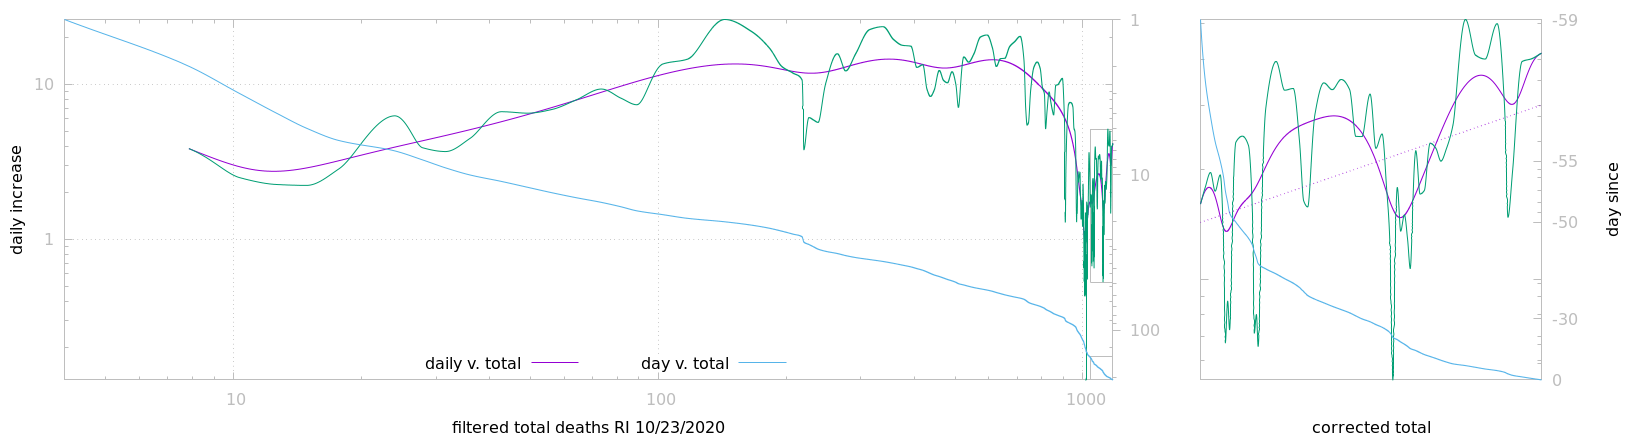 daily increase
10
1
10
100
1000
1
10
100
daily v. total
day v. total
filtered total deaths RI 10/23/2020
-59
-55
-50
-30
0
day since
corrected total